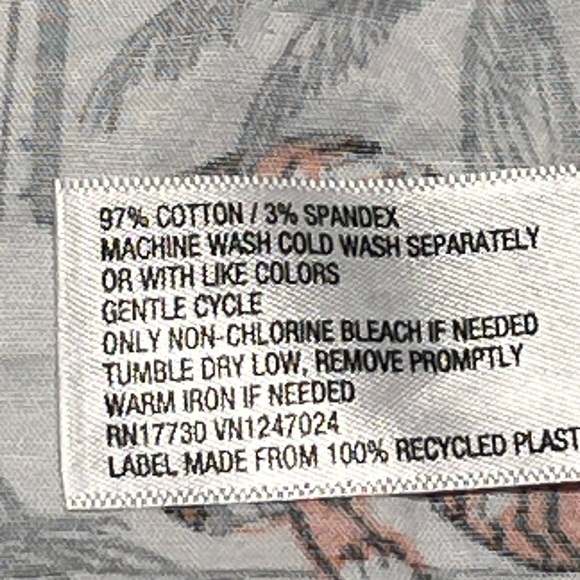 97% COTTON / 3% SPANDEX
MACHINE WASH COLD WASH SEPARATELY
OR WITH LIKE COLORS
GENTLE CYCLE
ONLY NON-CHLORINE BLEACH IF NEEDED
TUMBLE DRY LOW, REMOVE PROMPTLY
WARM IRON IF NEEDED
RN17730 VN1247024
LABEL MADE FROM 100% RECYCLED PLAST